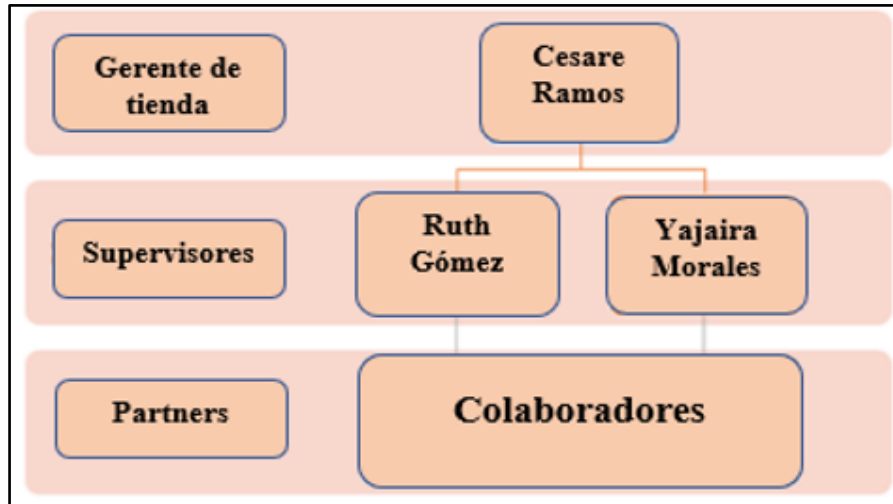 Gerente de
tienda
Cesare
Ramos
Supervisores
Ruth
Gómez
Yajaira
Morales
Partners
Colaboradores